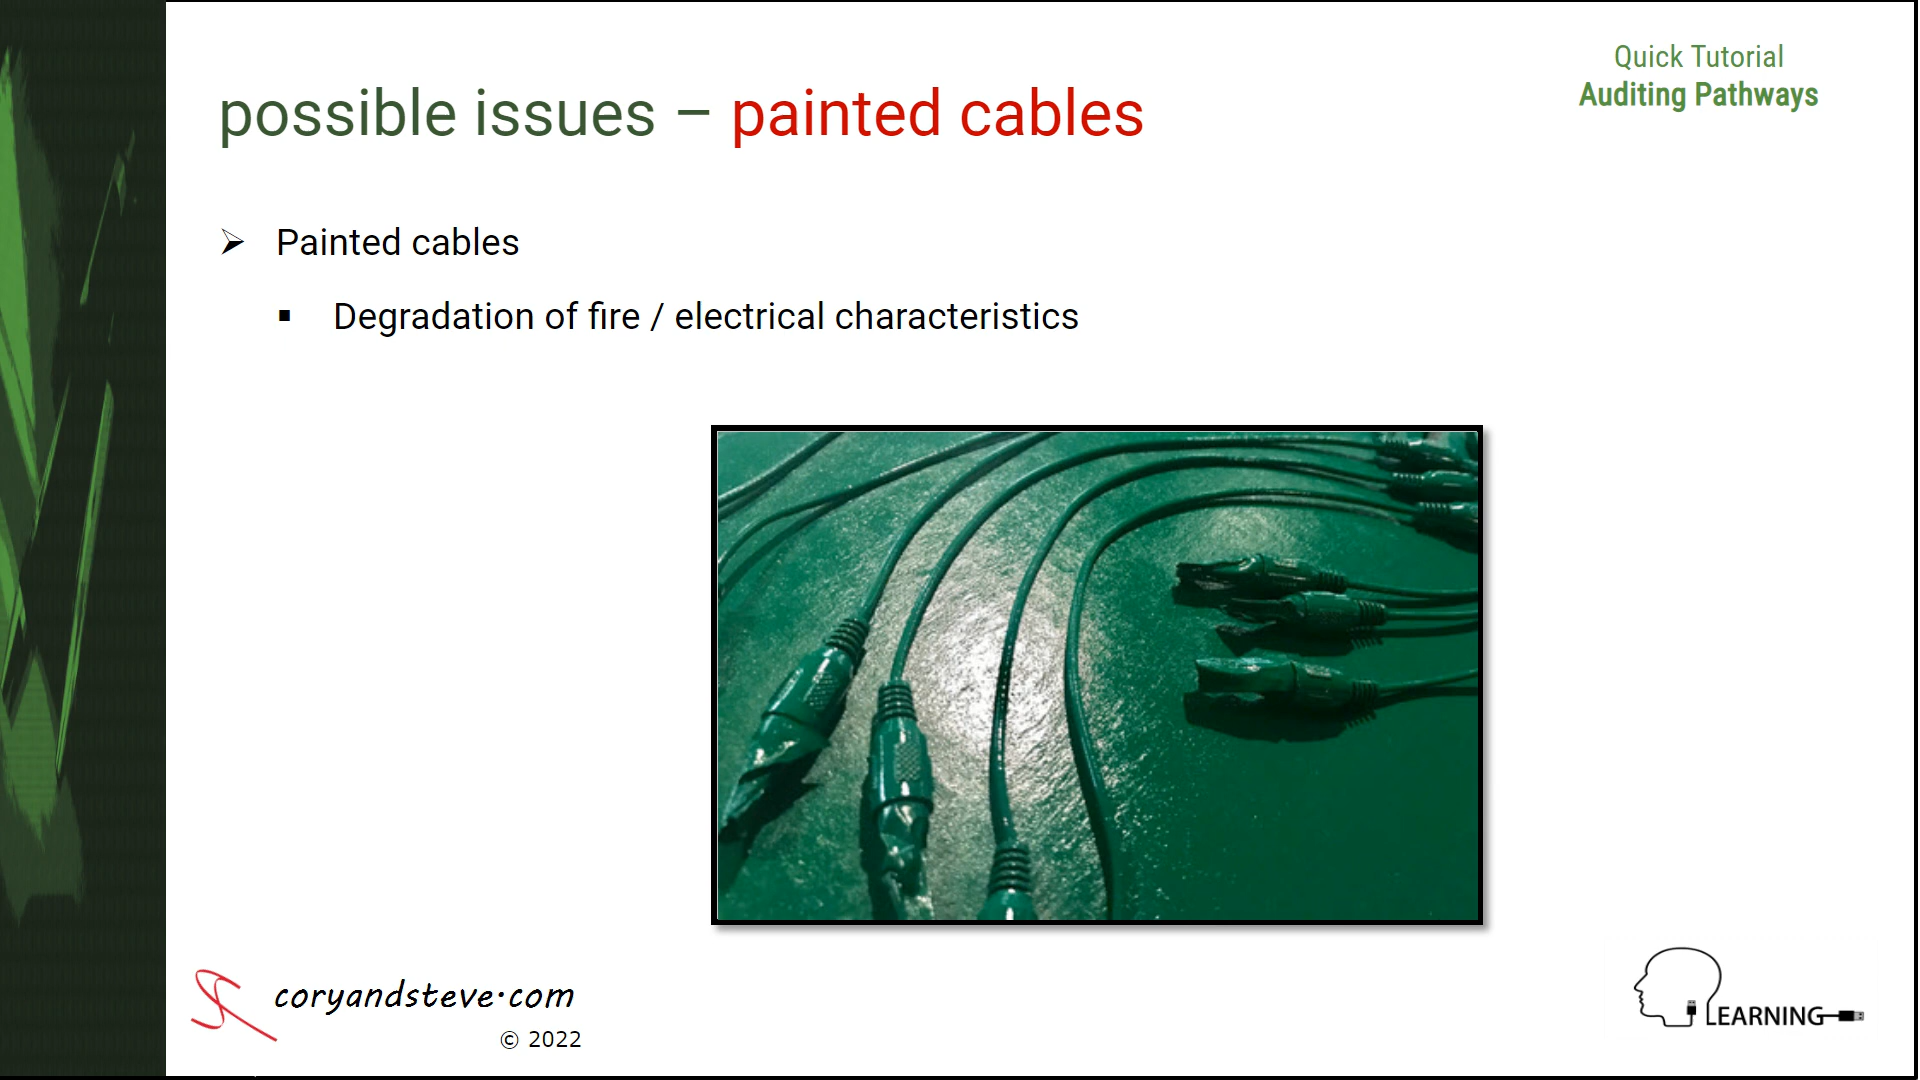 Quick Tutorial
Auditing Pathways
possible issues – painted cables
Painted cables
Degradation of fire / electrical characteristics
coryandsteve.com
© 2022
LEARNING